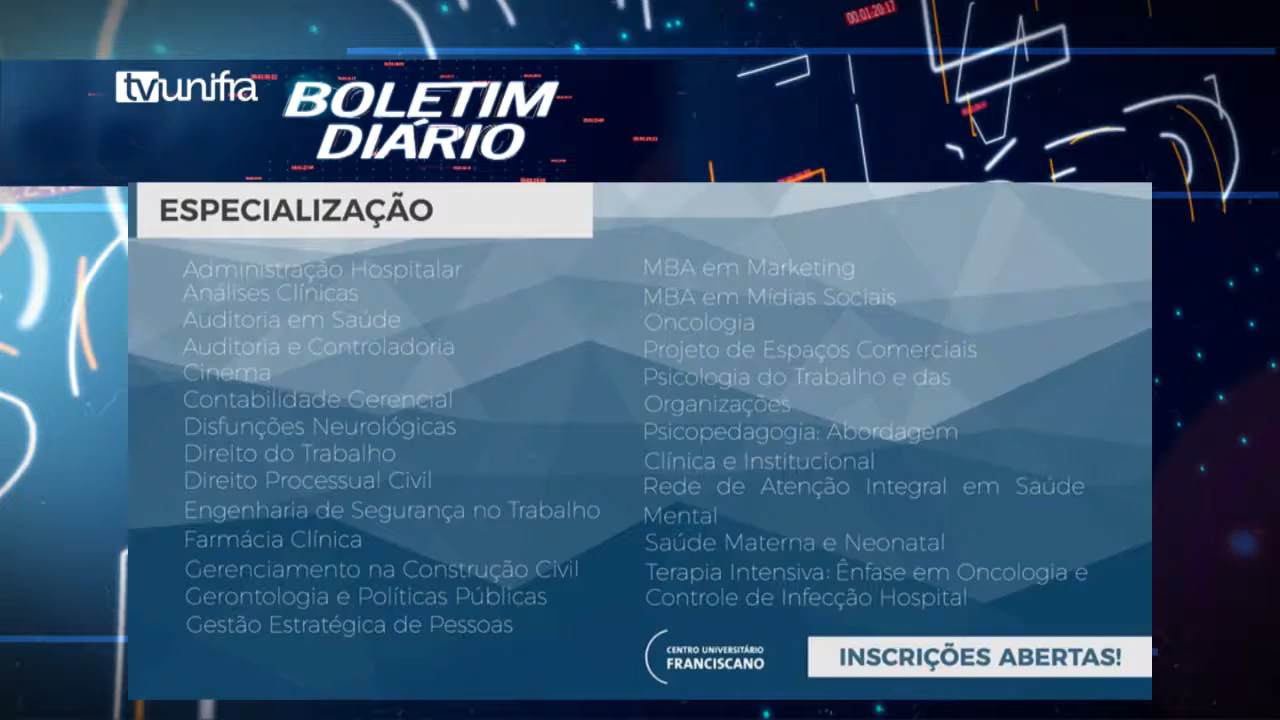 tvunifra
BOLETIM
DIÁRIO
00:01:20:17
ESPECIALIZAÇÃO
Administração Hospitalar
Análises Clínicas
Auditoria em Saúde
Auditoria e Controladoria
Cinema
Contabilidade Gerencial
Disfunções Neurológicas
Direito do Trabalho
Direito Processual Civil
Engenharia de Segurança no Trabalho
Farmácia Clínica
Gerenciamento na Construção Civil
Gerontologia e Políticas Públicas
Gestão Estratégica de Pessoas
MBA em Marketing
MBA em Mídias Sociais
Oncologia
Projeto de Espaços Comerciais
Psicologia do Trabalho e das
Organizações
Psicopedagogia: Abordagem
Clínica e Institucional
Rede de Atenção Integral em Saúde
Mental
Saúde Materna e Neonatal
Terapia Intensiva: Ênfase em Oncologia e
Controle de Infecção Hospital
CENTRO UNIVERSITÁRIO
FRANCISCANO
INSCRIÇÕES ABERTAS!